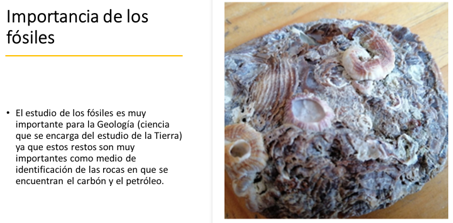 Importancia de los
fósiles
• El estudio de los fósiles es muy
importante para la Geología (ciencia
que se encarga del estudio de la Tierra)
ya que estos restos son muy
importantes como medio de
identificación de las rocas en que se
encuentran el carbón y el petróleo.